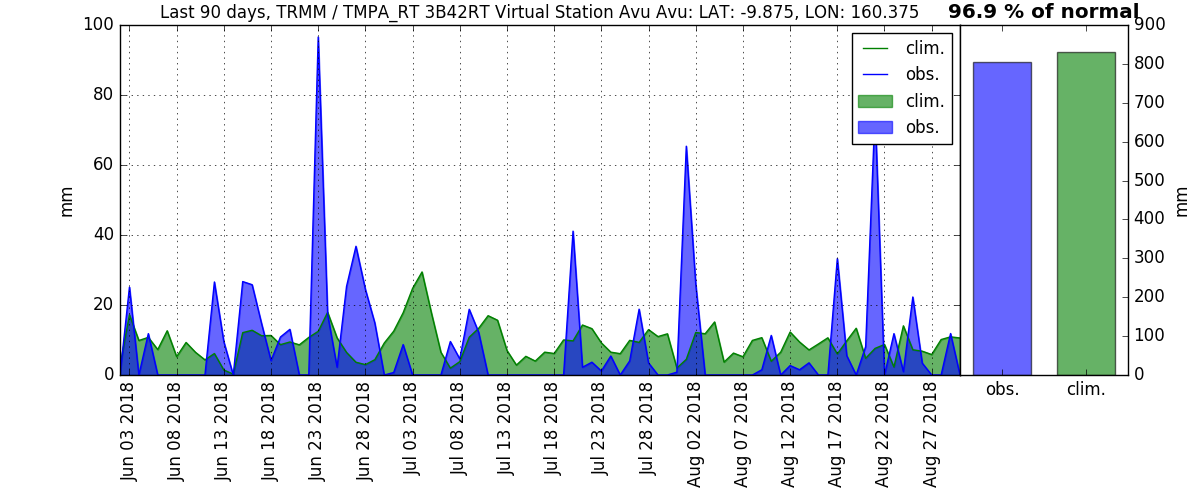 Last 90 days, TRMM / TMPA_RT 3B42RT Virtual Station Avu Avu: LAT: -9.875, LON: 160.375
96.9 % of normal
100
80
60
40
20
0
mm
clim.
obs.
clim.
obs.
900
800
700
600
500
400
300
200
100
0
mm
Jun 03 2018
Jun 08 2018
Jun 13 2018
Jun 18 2018
Jun 23 2018
Jun 28 2018
Jul 03 2018
Jul 08 2018
Jul 13 2018
Jul 18 2018
Jul 23 2018
Jul 28 2018
Aug 02 2018
Aug 07 2018
Aug 12 2018
Aug 17 2018
Aug 22 2018
Aug 27 2018
obs.
clim.